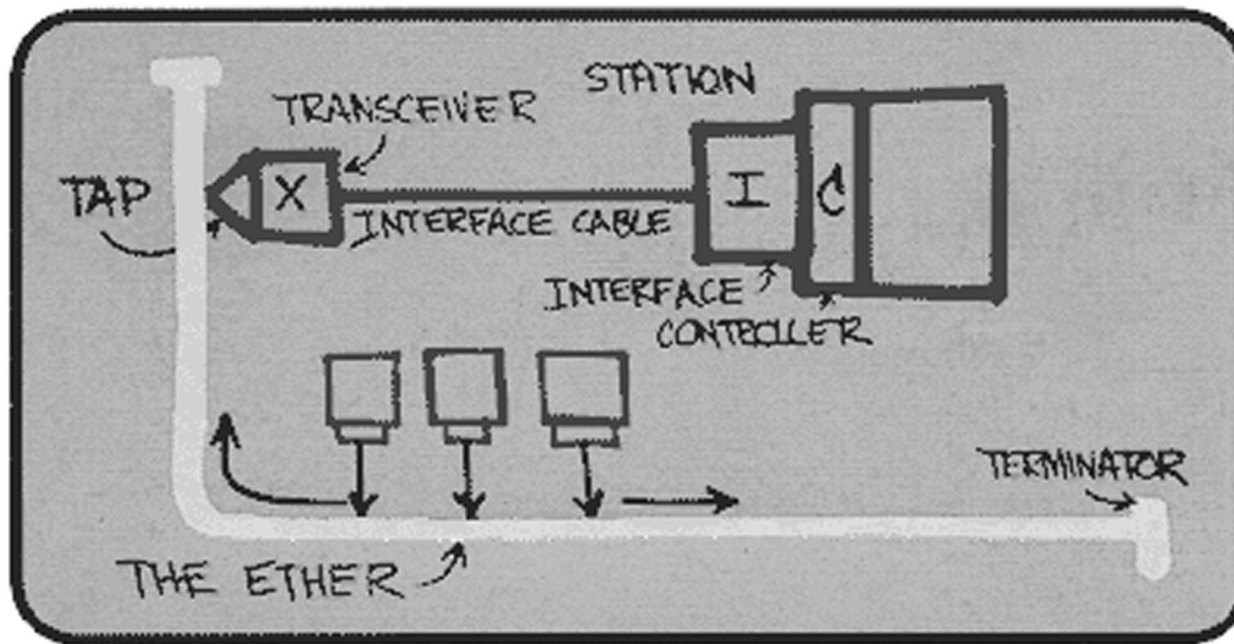 STATION
TRANSCEIVER
TAP
X
I
C
INTERFACE CABLE
INTERFACE
CONTROLLER
TERMINATOR
THE ETHER